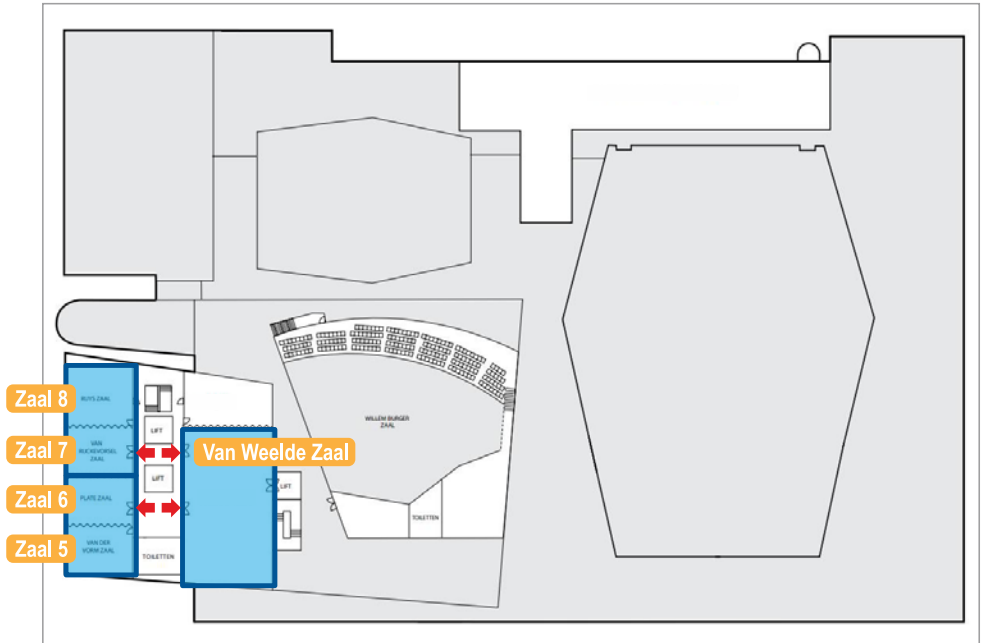 Zaal 8
RUYS ZAAL
LIFT
WILLEM BURGER
ZAAL
Zaal 7
VAN
RIJCKEVORSEL
ZAAL
Van Weelde Zaal
LIFT
LIFT
Zaal 6
PLATE ZAAL
TOILETTEN
Zaal 5
VAN DER
VORM ZAAL
TOILETTEN